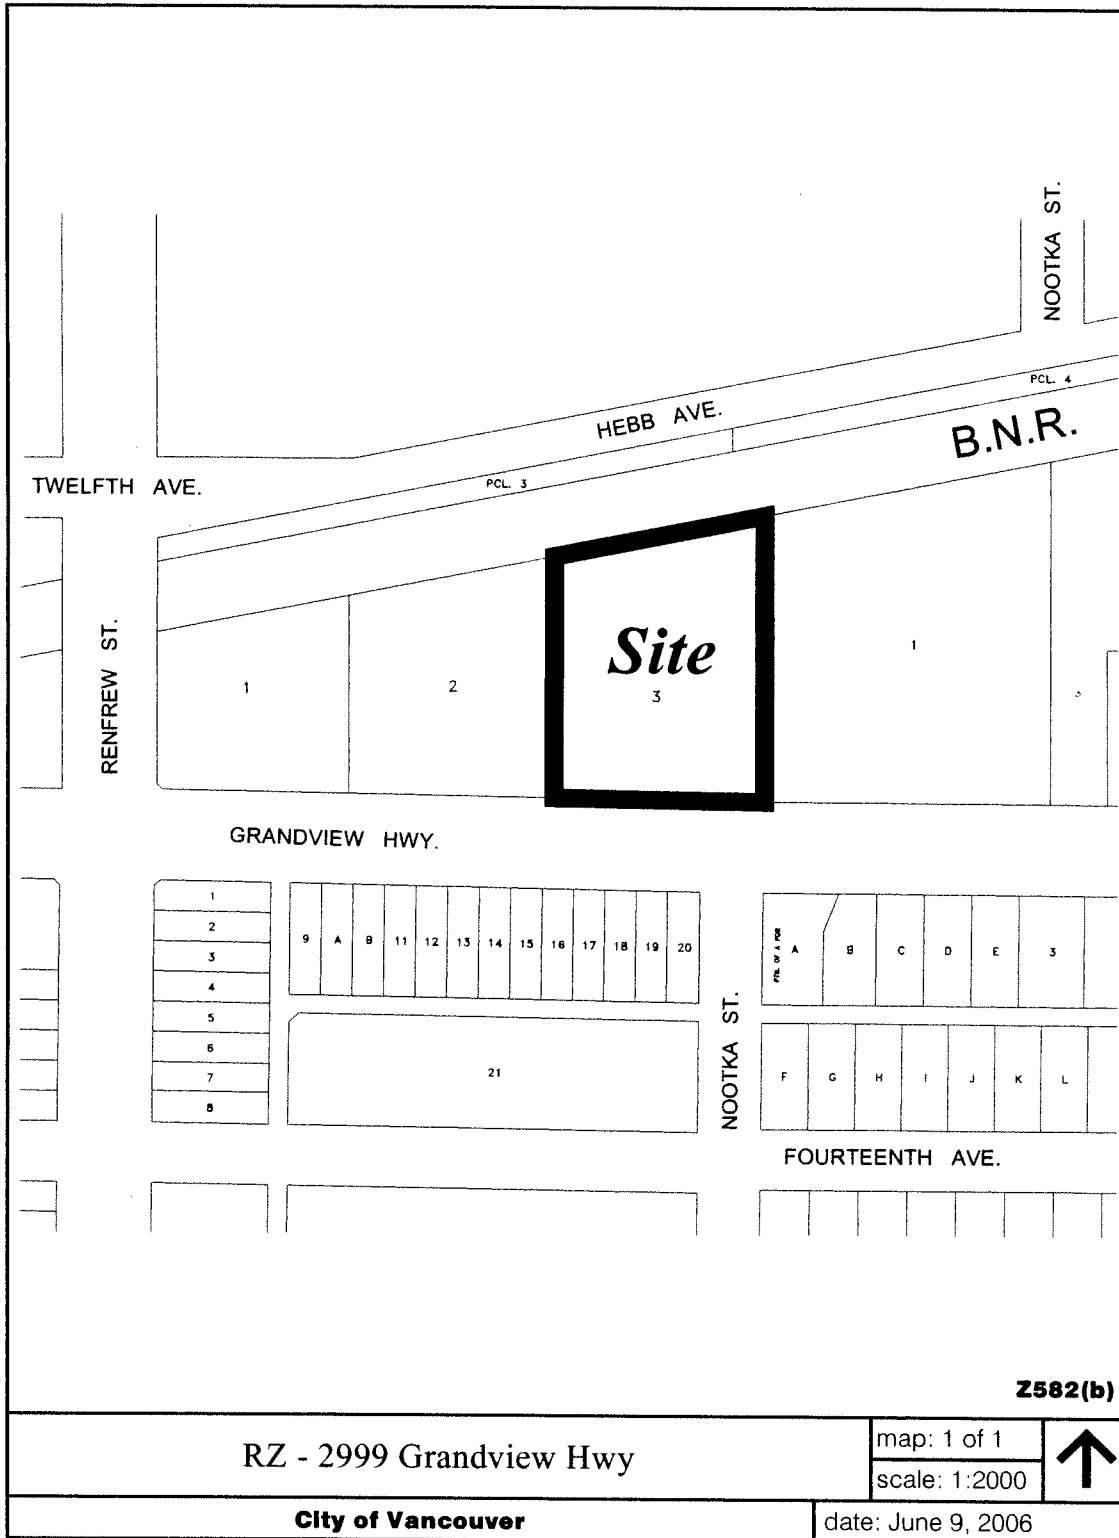 NOOTKA ST.
PCL. 4
HEBB AVE.
B.N.R.
TWELFTH AVE.
PCL. 3
RENFREW ST.
Site
1
2
3
1
3
GRANDVIEW HWY.
1
2
3
4
5
6
7
8
9 A B 11 12 13 14 15 16 17 18 19 20
A B C D E 3
21
NOOTKA ST.
F G H I J K L
FOURTEENTH AVE.
Z582(b)
RZ - 2999 Grandview Hwy
map: 1 of 1
scale: 1:2000
City of Vancouver
date: June 9, 2006